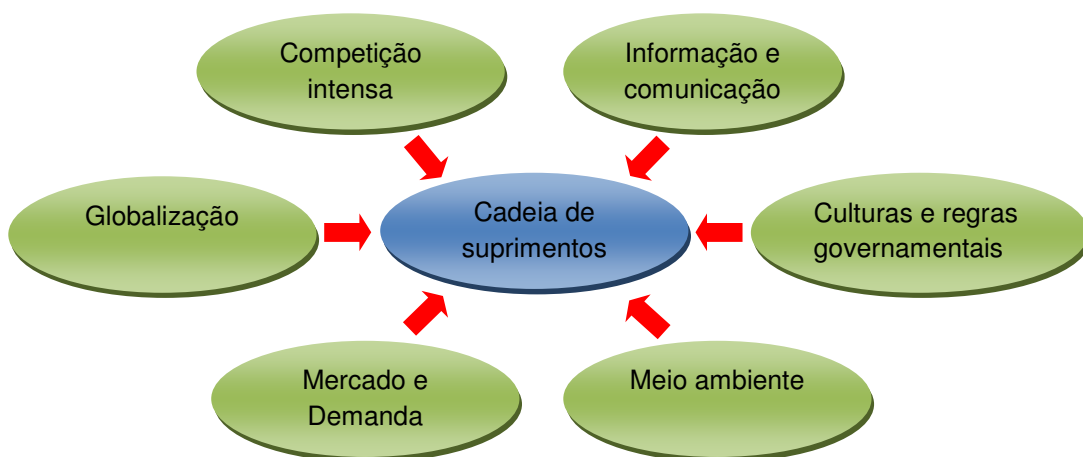 Competição
intensa
Informação e
comunicação
Globalização
Cadeia de
suprimentos
Culturas e regras
governamentais
Mercado e
Demanda
Meio ambiente